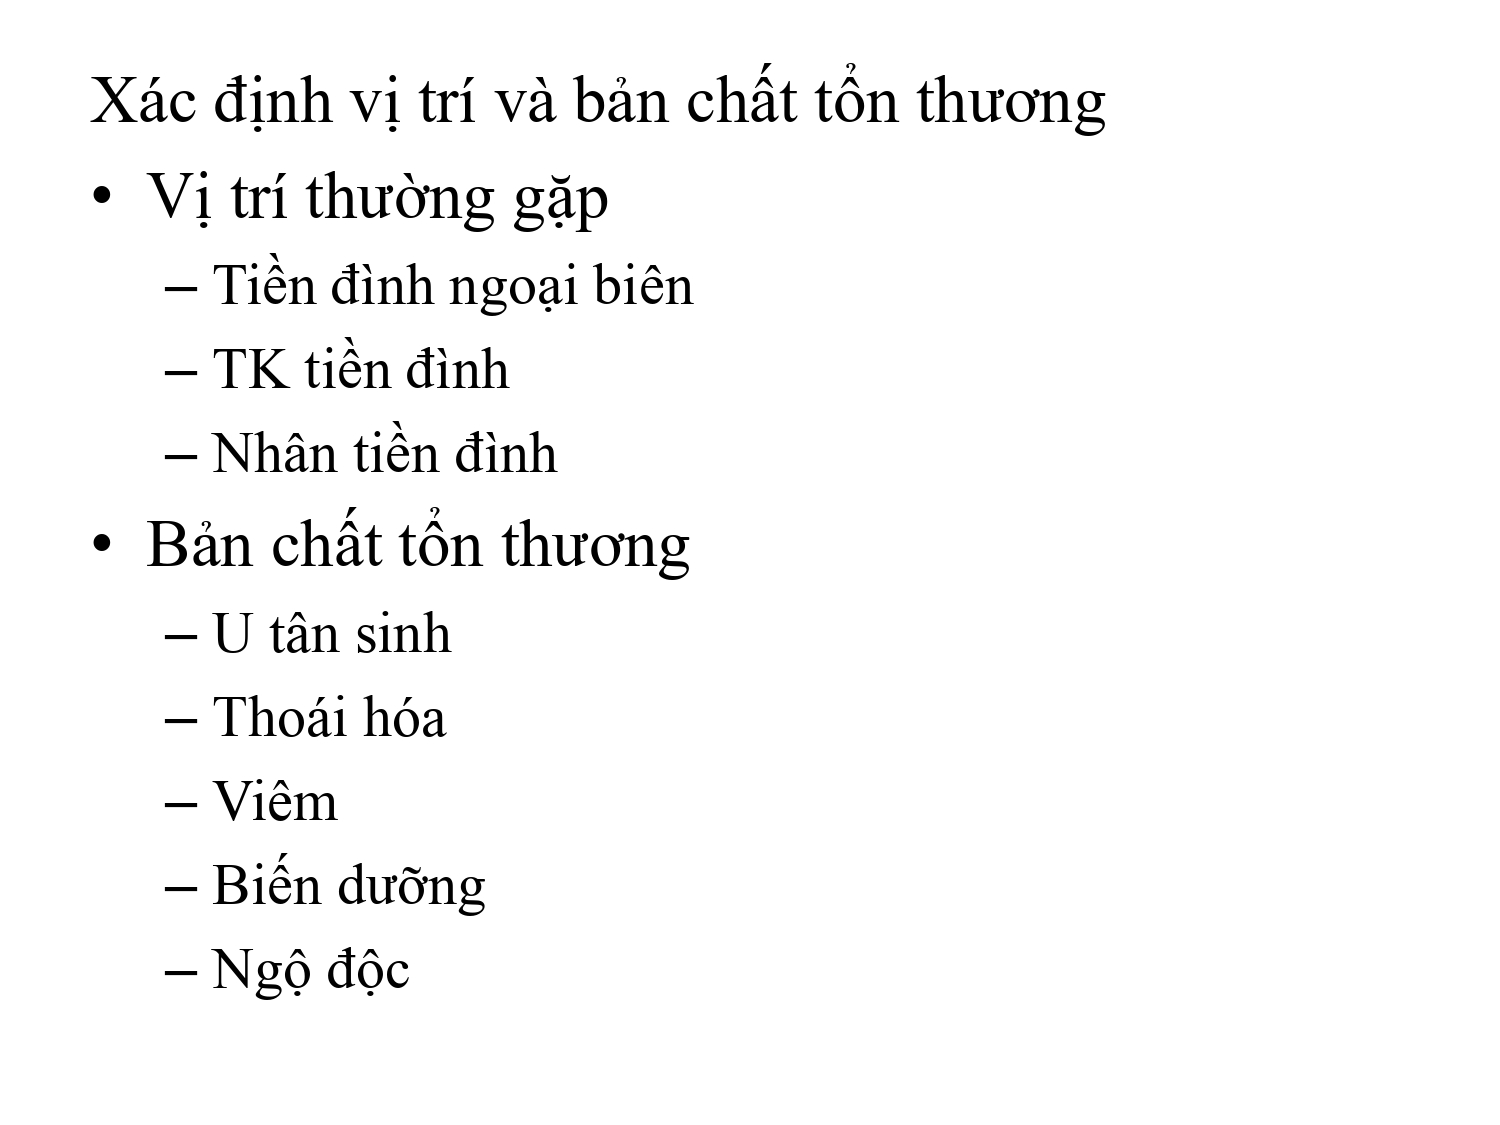 Xác định vị trí và bản chất tổn thương
• Vị trí thường gặp
– Tiền đình ngoại biên
– TK tiền đình
– Nhân tiền đình
• Bản chất tổn thương
– U tân sinh
– Thoái hóa
– Viêm
– Biến dưỡng
– Ngộ độc